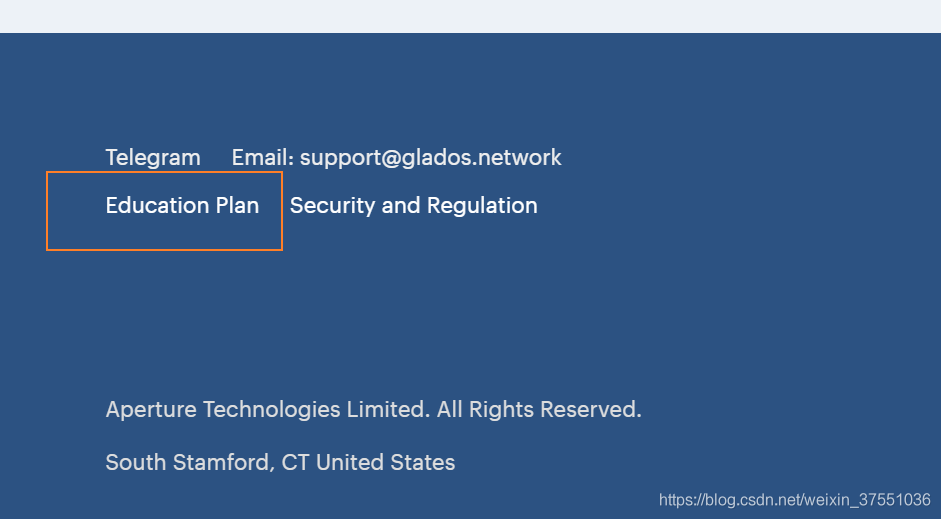 Telegram Email: support@glados.network
Education Plan Security and Regulation
Aperture Technologies Limited. All Rights Reserved.
South Stamford, CT United States
https://blog.csdn.net/weixin_37551036